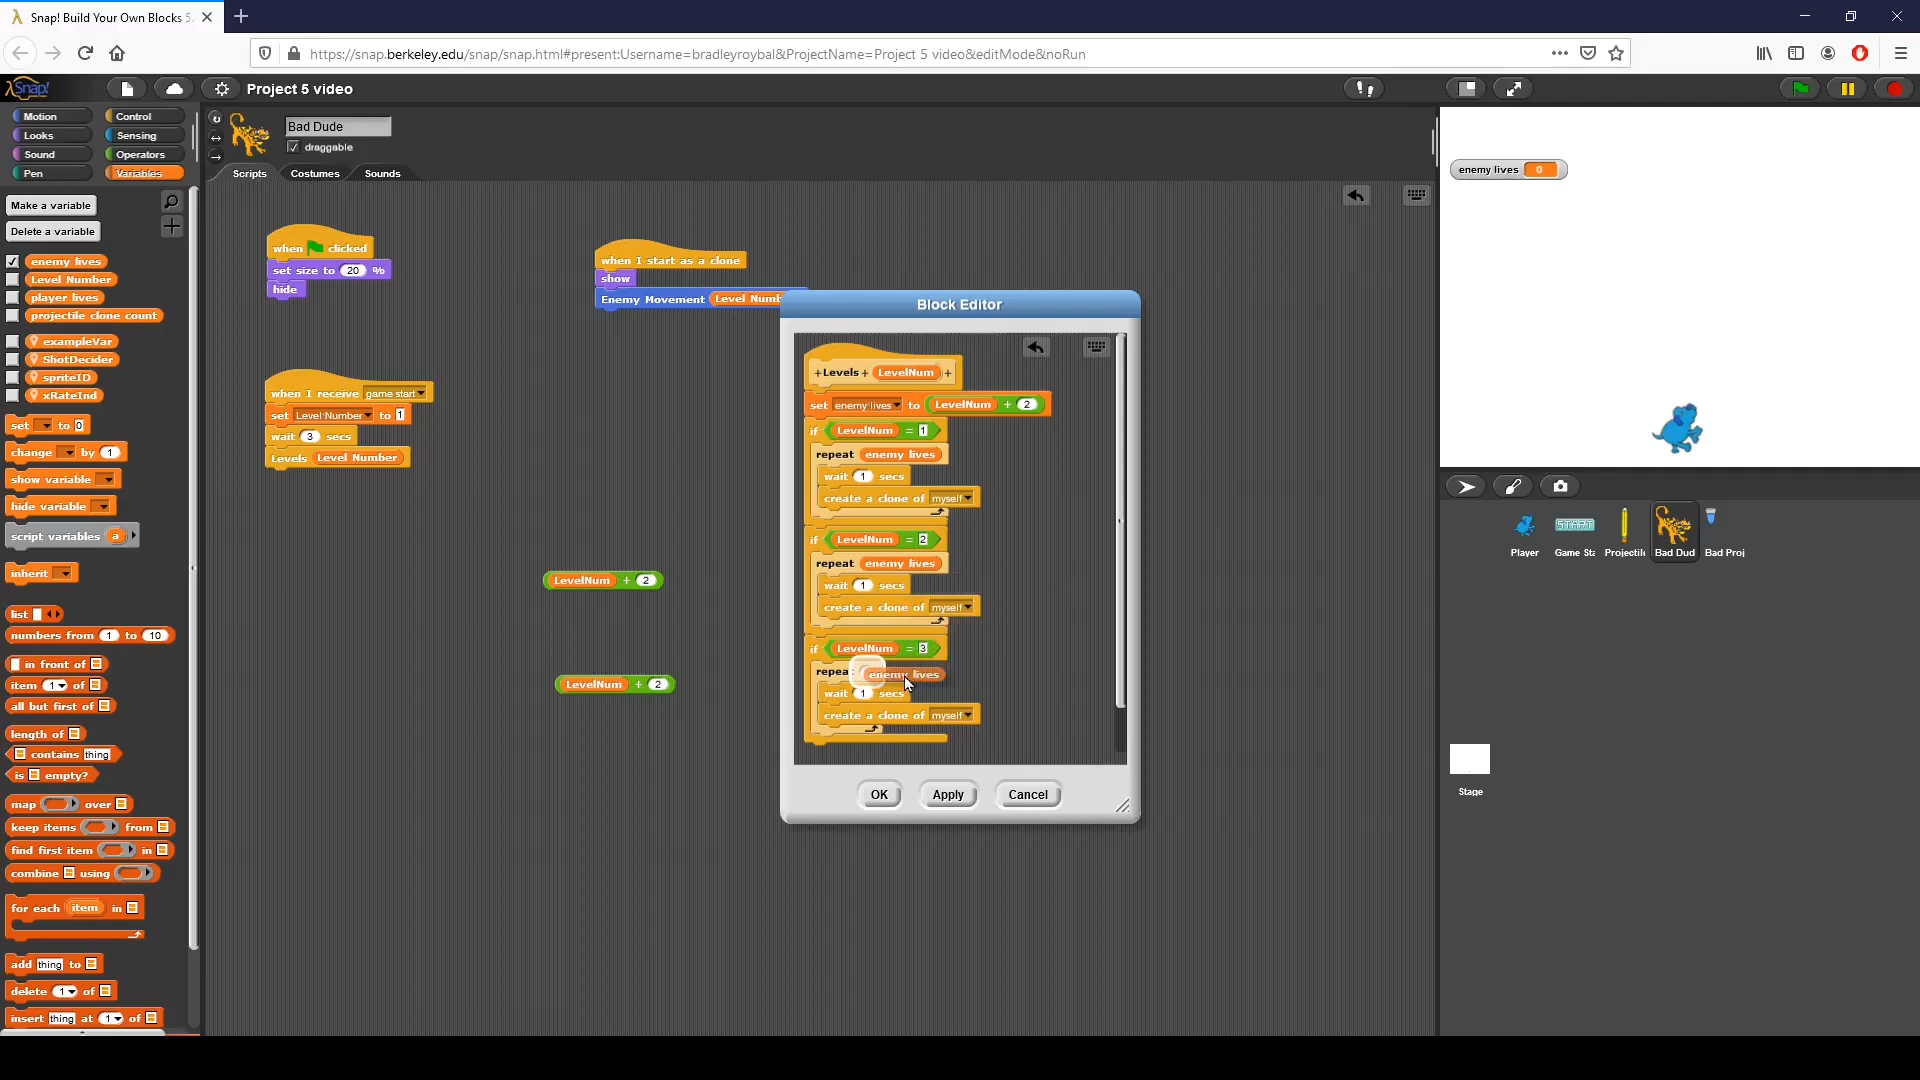 Snap! Build Your Own Blocks 5.
https://snap.berkeley.edu/snap/snap.html#present:Username=bradleyroybal&ProjectName=Project 5 video&editMode&noRun
Snap!
Project 5 video
Motion
Control
Looks
Sensing
Sound
Operators
Pen
Variables
Make a variable
Delete a variable
enemy lives
Level Number
player lives
projectile clone count
exampleVar
ShotDecider
spriteID
xRateInd
set to 0
change by 1
show variable
hide variable
script variables a
inherit
list
numbers from 1 to 10
in front of
item 1 of
all but first of
length of
contains thing
is empty?
map over
keep items from
find first item in
combine using
for each item in
add thing to
delete 1 of
insert thing at 1 of
Bad Dude
draggable
Scripts
Costumes
Sounds
when clicked
set size to 20 %
hide
when I receive game start
set Level Number to 1
wait 3 secs
Levels Level Number
when I start as a clone
show
Enemy Movement Level Numb
LevelNum + 2
LevelNum + 2
Block Editor
+Levels+ LevelNum +
set enemy lives to LevelNum + 2
if LevelNum = 1
repeat enemy lives
wait 1 secs
create a clone of myself
if LevelNum = 2
repeat enemy lives
wait 1 secs
create a clone of myself
if LevelNum = 3
repea enemy lives
wait 1 secs
create a clone of myself
OK
Apply
Cancel
enemy lives 0
START
Player
Game Sta
Projectile
Bad Dud
Bad Proj
Stage